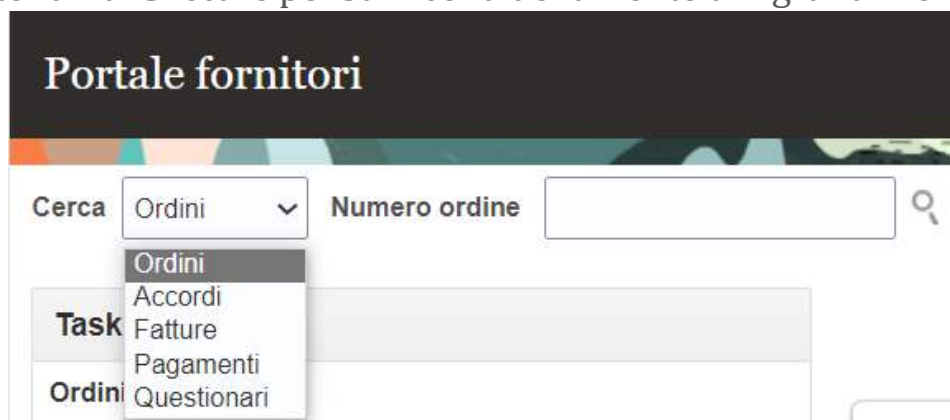 Portale fornitori
Cerca Ordini Numero ordine
Ordini
Accordi
Task Fatture
Pagamenti
Ordini Questionari